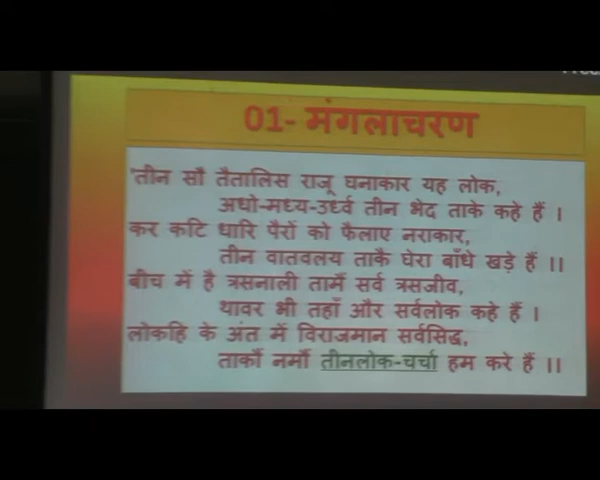 01- मंगलाचरण
'तीन सौ तैतालिस राजू घनाकार यह लोक,
अधो-मध्य-उर्ध्व तीन भेद ताके कहे हैं ।
कर कटि धारि पैरों को फैलाए नराकार,
तीन वातवलय ताकै घेरा बाँधे खड़े हैं ।।
बीच में है त्रसनाली तामैं सर्व त्रसजीव,
थावर भी तहाँ और सर्वलोक कहे हैं ।
लोकहि के अंत में विराजमान सर्वसिद्ध,
ताकौं नमौं तीनलोक-चर्चा हम करे हैं ।।